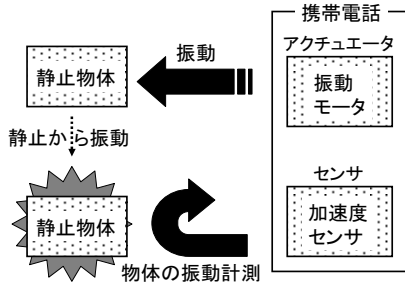 携帯電話
アクチュエータ
振動
静止物体
振動
モータ
静止から振動
センサ
静止物体
加速度
センサ
物体の振動計測